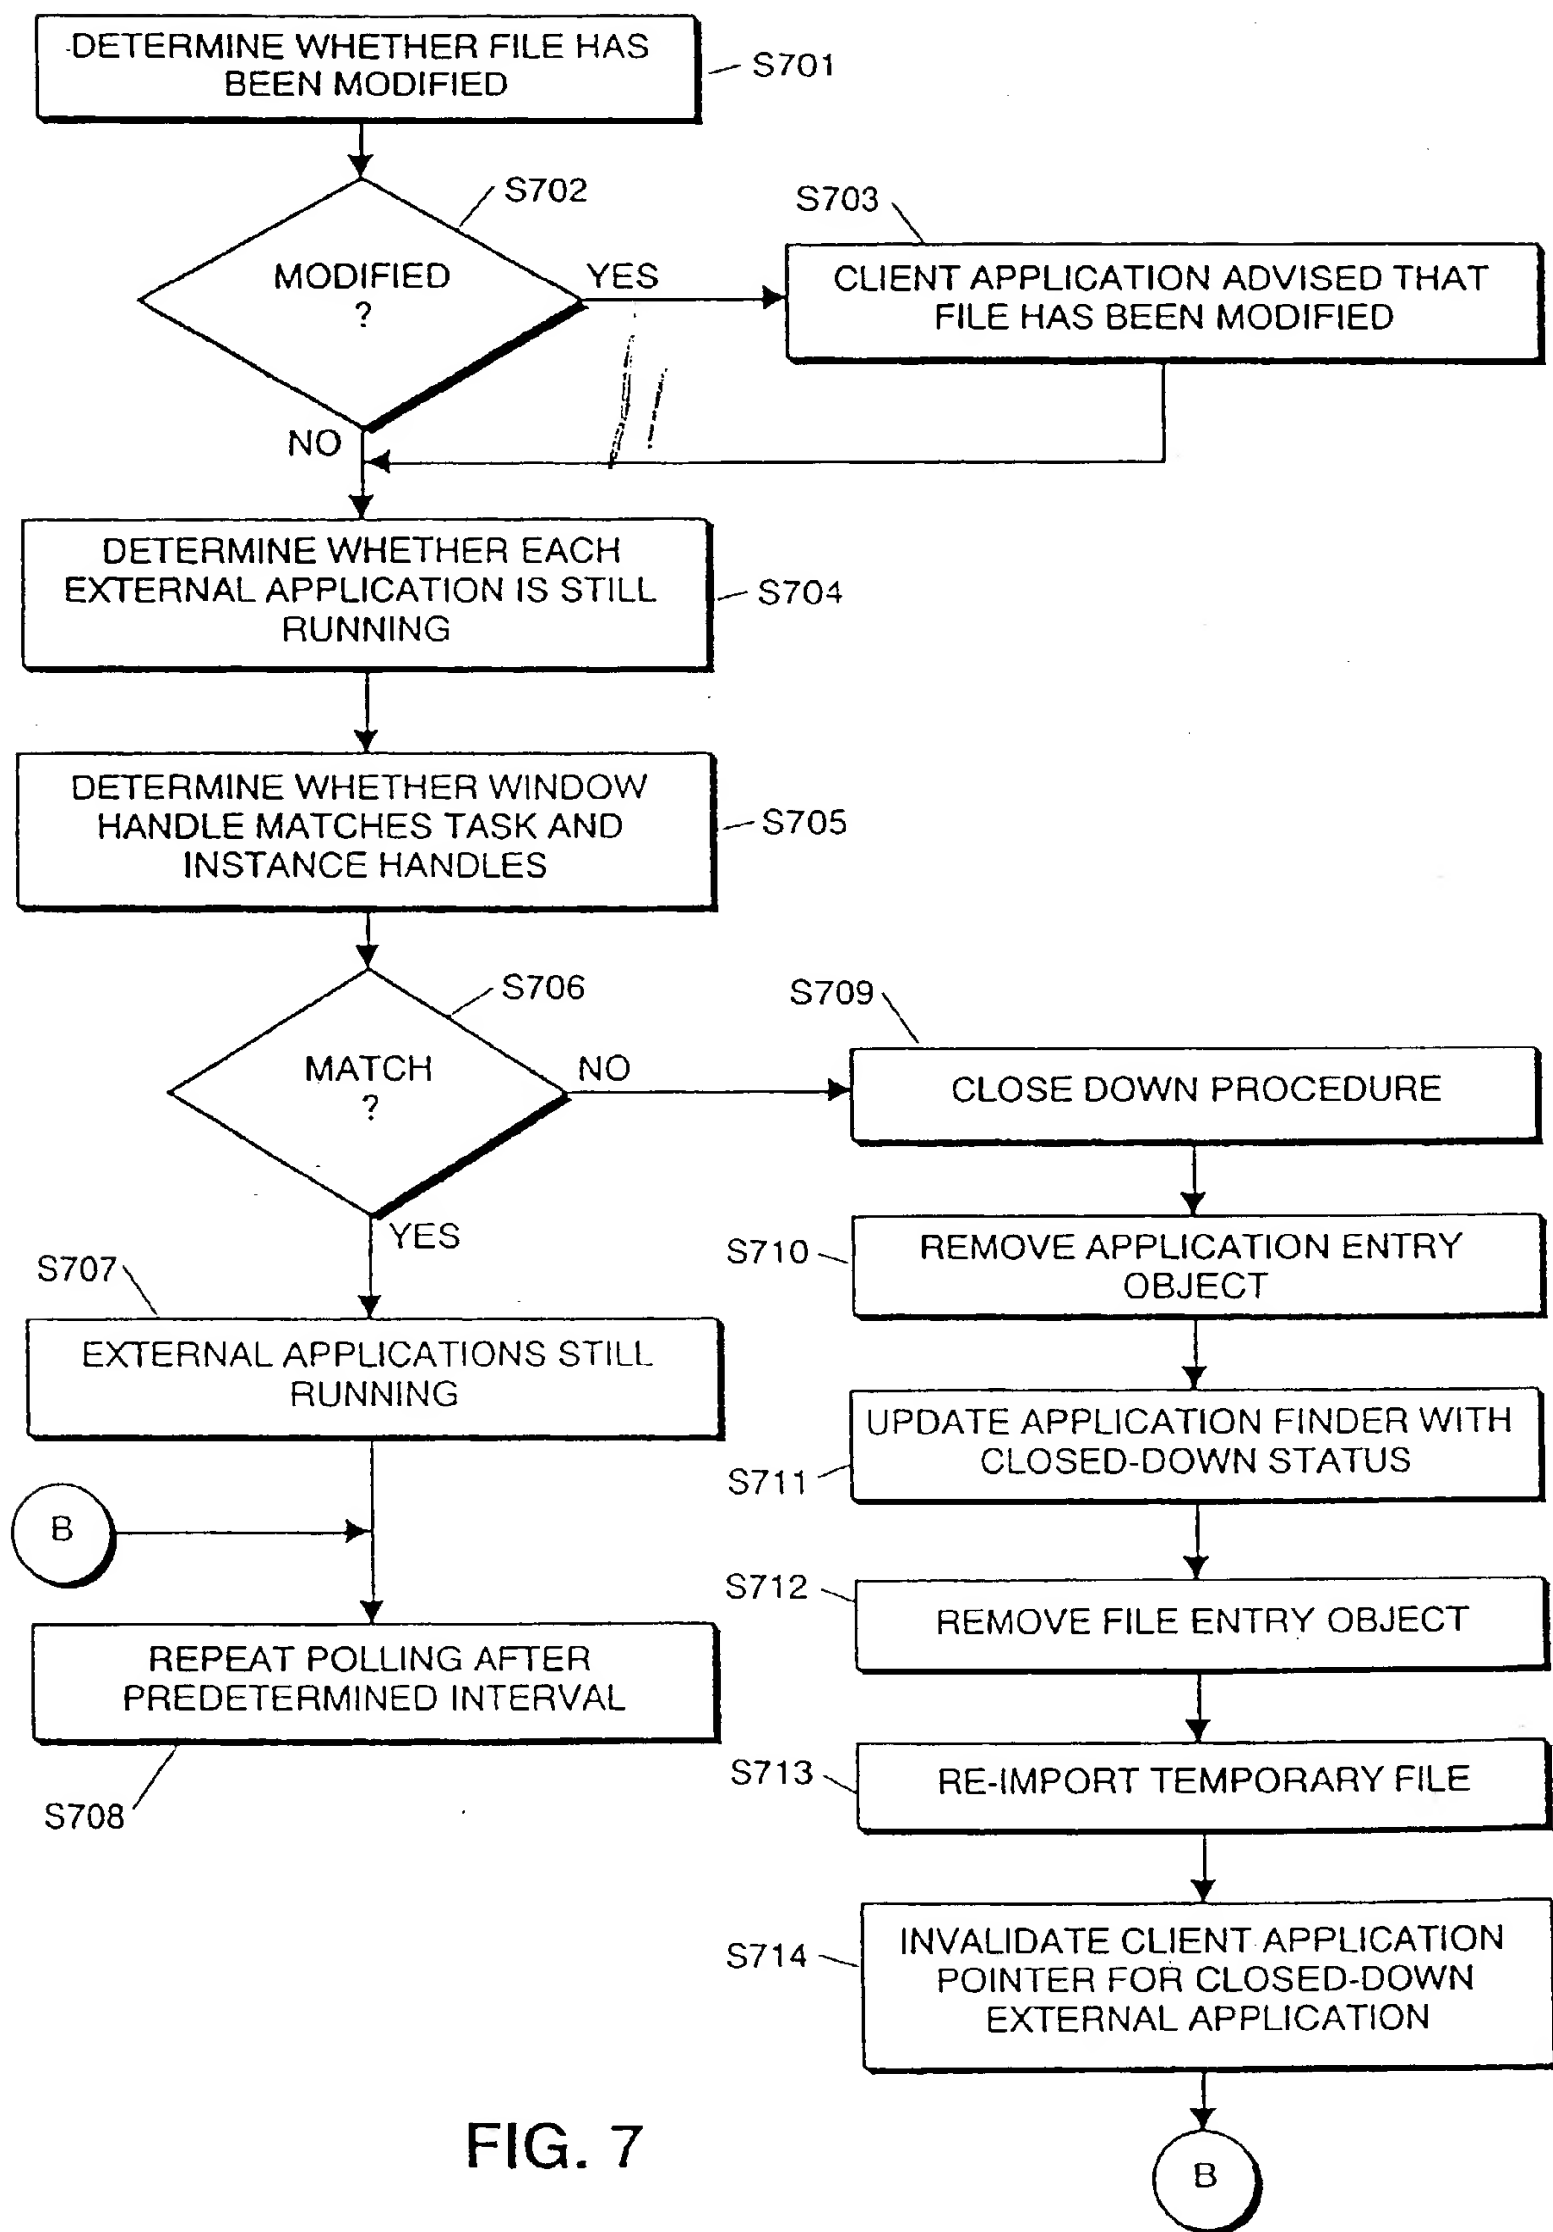 DETERMINE WHETHER FILE HAS
BEEN MODIFIED
S701
S702
MODIFIED
?
YES
NO
S703
CLIENT APPLICATION ADVISED THAT
FILE HAS BEEN MODIFIED
DETERMINE WHETHER EACH
EXTERNAL APPLICATION IS STILL
RUNNING
S704
DETERMINE WHETHER WINDOW
HANDLE MATCHES TASK AND
INSTANCE HANDLES
S705
S706
MATCH
?
NO
YES
S707
EXTERNAL APPLICATIONS STILL
RUNNING
B
REPEAT POLLING AFTER
PREDETERMINED INTERVAL
S708
S709
CLOSE DOWN PROCEDURE
S710
REMOVE APPLICATION ENTRY
OBJECT
UPDATE APPLICATION FINDER WITH
CLOSED-DOWN STATUS
S711
S712
REMOVE FILE ENTRY OBJECT
S713
RE-IMPORT TEMPORARY FILE
S714
INVALIDATE CLIENT APPLICATION
POINTER FOR CLOSED-DOWN
EXTERNAL APPLICATION
B
FIG. 7